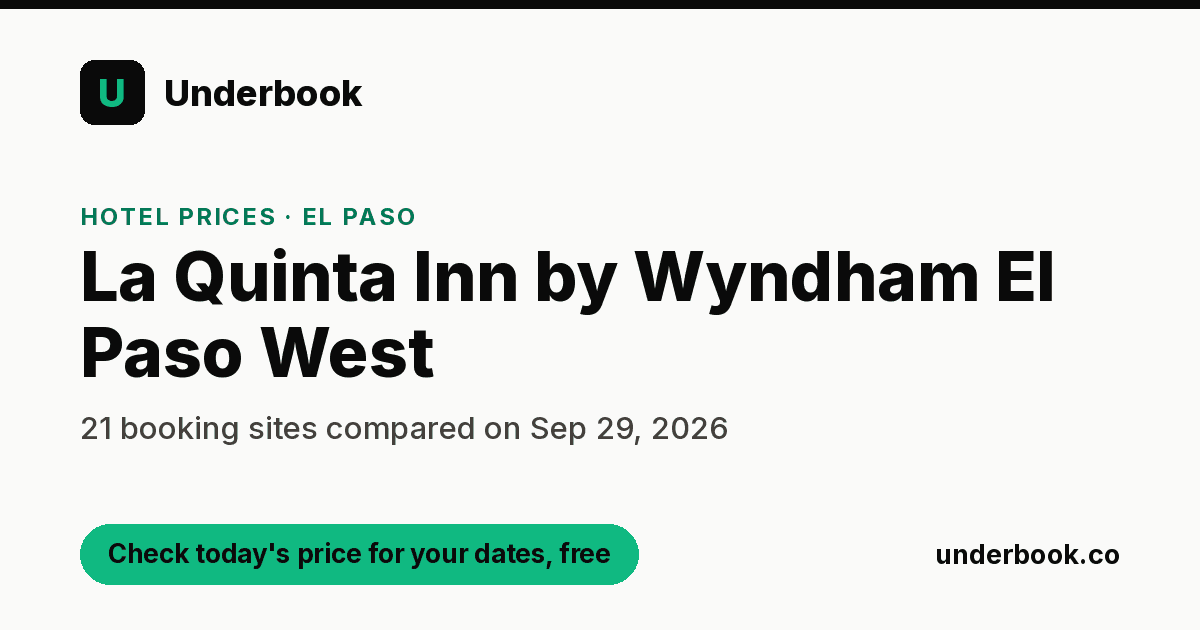 U Underbook
HOTEL PRICES · EL PASO
La Quinta Inn by Wyndham El
Paso West
21 booking sites compared on Sep 29, 2026
Check today's price for your dates, free
underbook.co